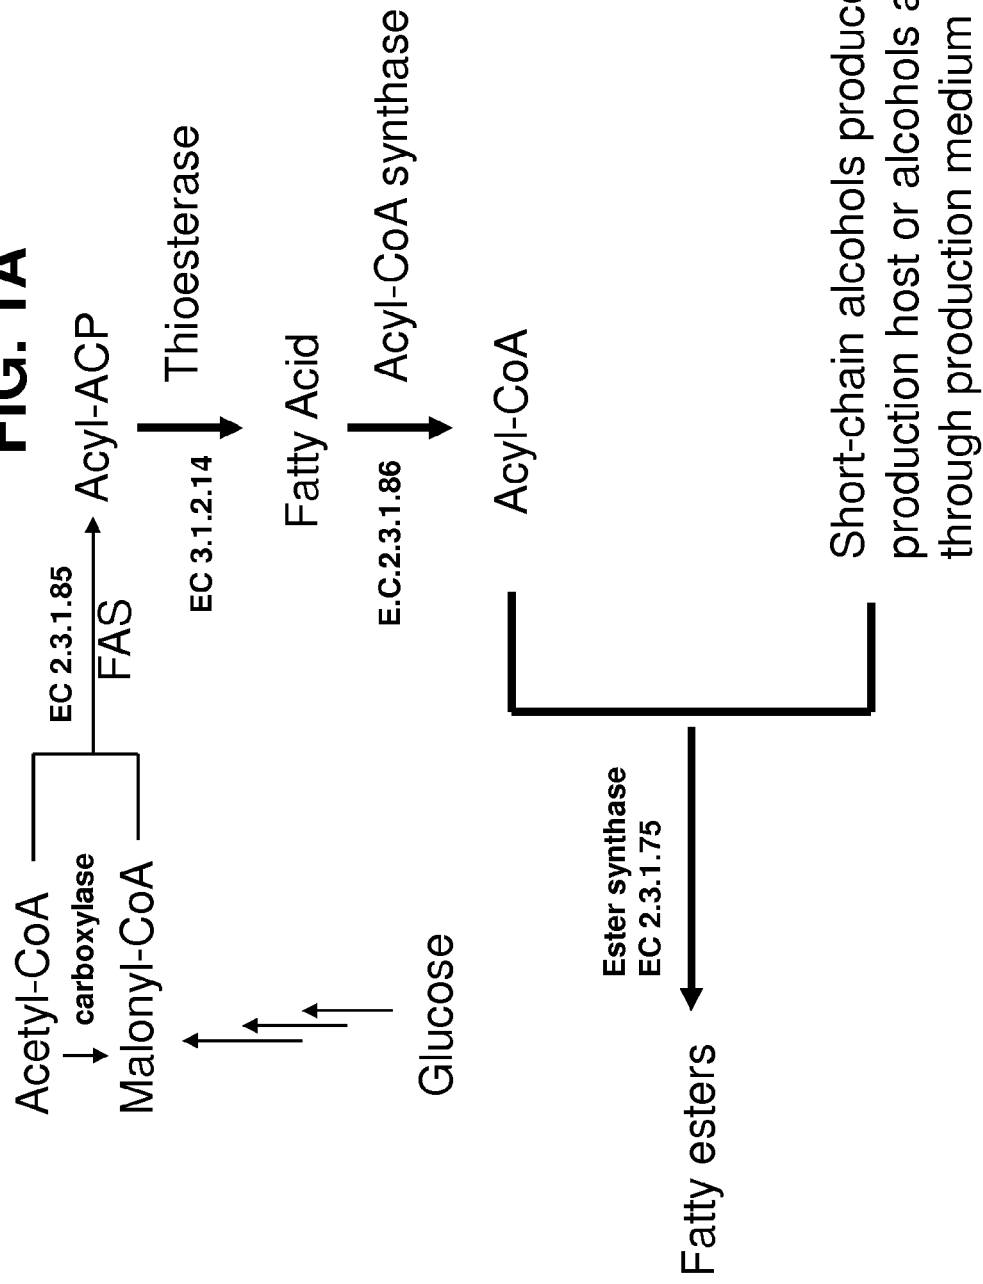 FIG. 1A
Acetyl-CoA
carboxylase
Malonyl-CoA
Glucose
EC 2.3.1.85
FAS
Acyl-ACP
EC 3.1.2.14
Thioesterase
Fatty Acid
E.C.2.3.1.86
Acyl-CoA synthase
Acyl-CoA
Ester synthase
EC 2.3.1.75
Fatty esters
Short-chain alcohols
production host or alcohols
through production medium